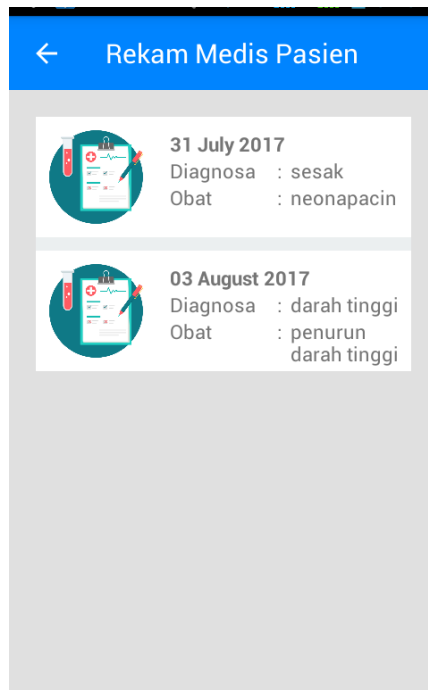 Rekam Medis Pasien
31 July 2017
Diagnosa : sesak
Obat : neonapacin
03 August 2017
Diagnosa : darah tinggi
Obat : penurun
darah tinggi